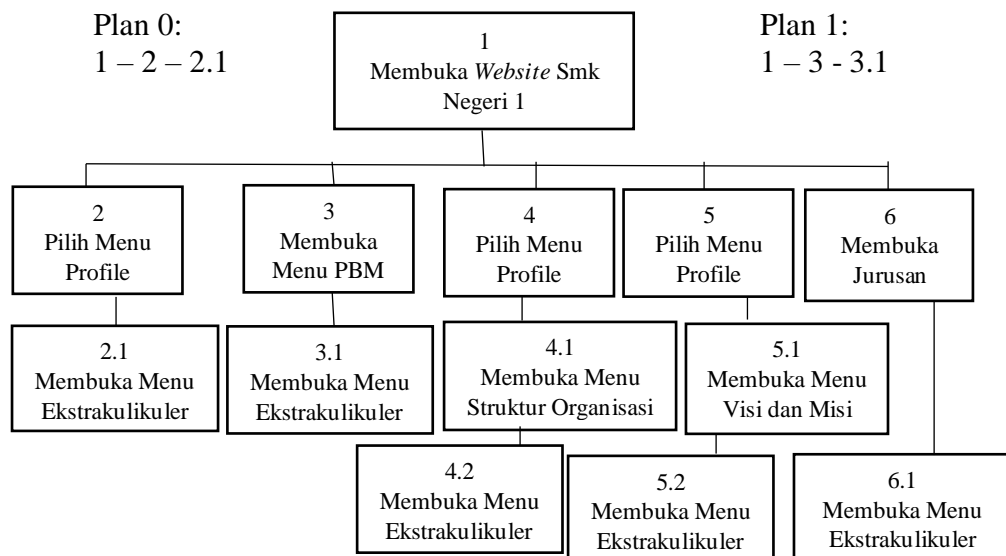 Plan 0:
1 – 2 – 2.1
Plan 1:
1 – 3 - 3.1
1
Membuka Website Smk
Negeri 1
2
Pilih Menu
Profile
3
Membuka
Menu PBM
4
Pilih Menu
Profile
5
Pilih Menu
Profile
6
Membuka
Jurusan
2.1
Membuka Menu
Ekstrakulikuler
3.1
Membuka Menu
Ekstrakulikuler
4.1
Membuka Menu
Struktur Organisasi
5.1
Membuka Menu
Visi dan Misi
4.2
Membuka Menu
Ekstrakulikuler
5.2
Membuka Menu
Ekstrakulikuler
6.1
Membuka Menu
Ekstrakulikuler